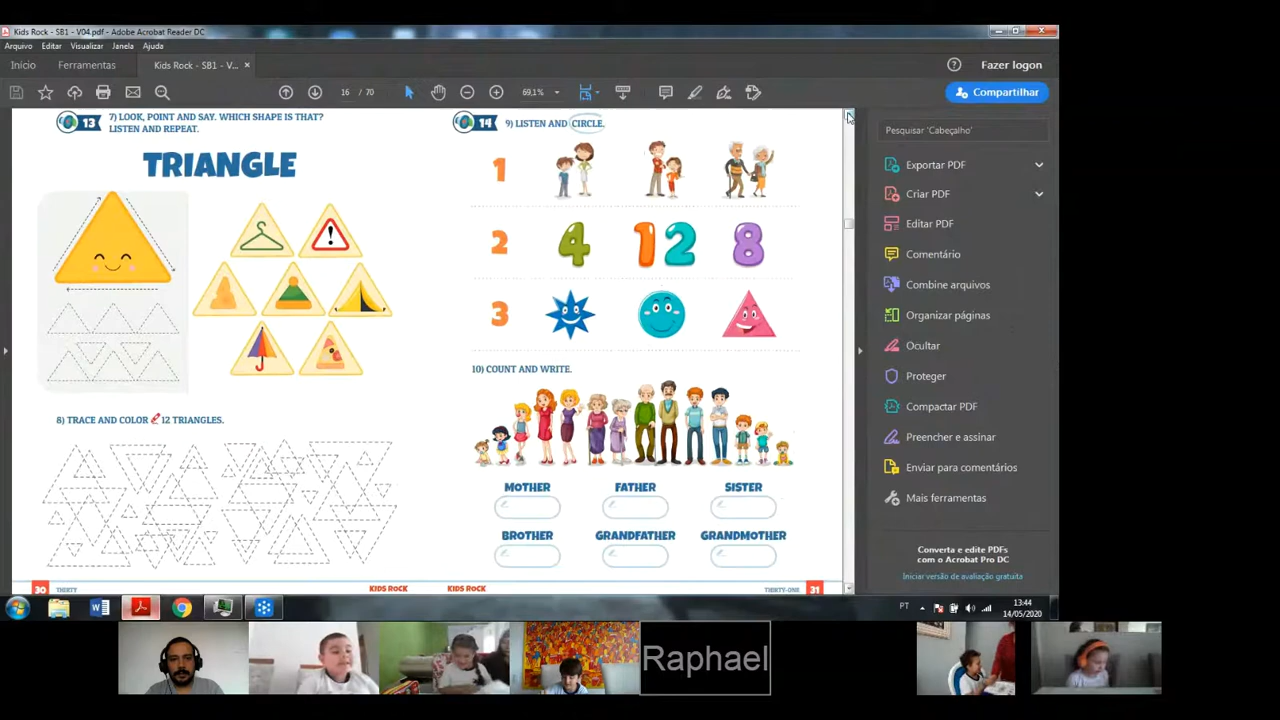 Kids Rock - SB1 - V04.pdf - Adobe Acrobat Reader DC
Arquivo Editar Visualizar Janela Ajuda
Início Ferramentas Kids Rock - SB1 - V... ×
Fazer logon
16 / 70 69,1%
Compartilhar
13 7) LOOK, POINT AND SAY. WHICH SHAPE IS THAT?
LISTEN AND REPEAT.
TRIANGLE
8) TRACE AND COLOR 12 TRIANGLES.
30 THIRTY KIDS ROCK
14 9) LISTEN AND CIRCLE.
1
2 4 12 8
3
10) COUNT AND WRITE.
MOTHER FATHER SISTER
BROTHER GRANDFATHER GRANDMOTHER
KIDS ROCK THIRTY-ONE 31
Pesquisar 'Cabeçalho'
Exportar PDF
Criar PDF
Editar PDF
Comentário
Combine arquivos
Organizar páginas
Ocultar
Proteger
Compactar PDF
Preencher e assinar
Enviar para comentários
Mais ferramentas
Converta e edite PDFs
com o Acrobat Pro DC
Iniciar versão de avaliação gratuita
PT 13:44
14/05/2020
Raphael